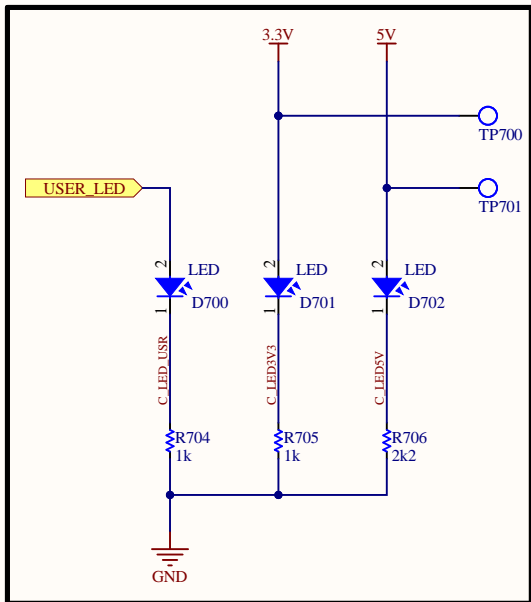 3.3V
5V
TP700
USER_LED
TP701
2
LED
D700
1
2
LED
D701
1
2
LED
D702
1
C_LED_USR
C_LED3V3
C_LED5V
R704
1k
R705
1k
R706
2k2
GND